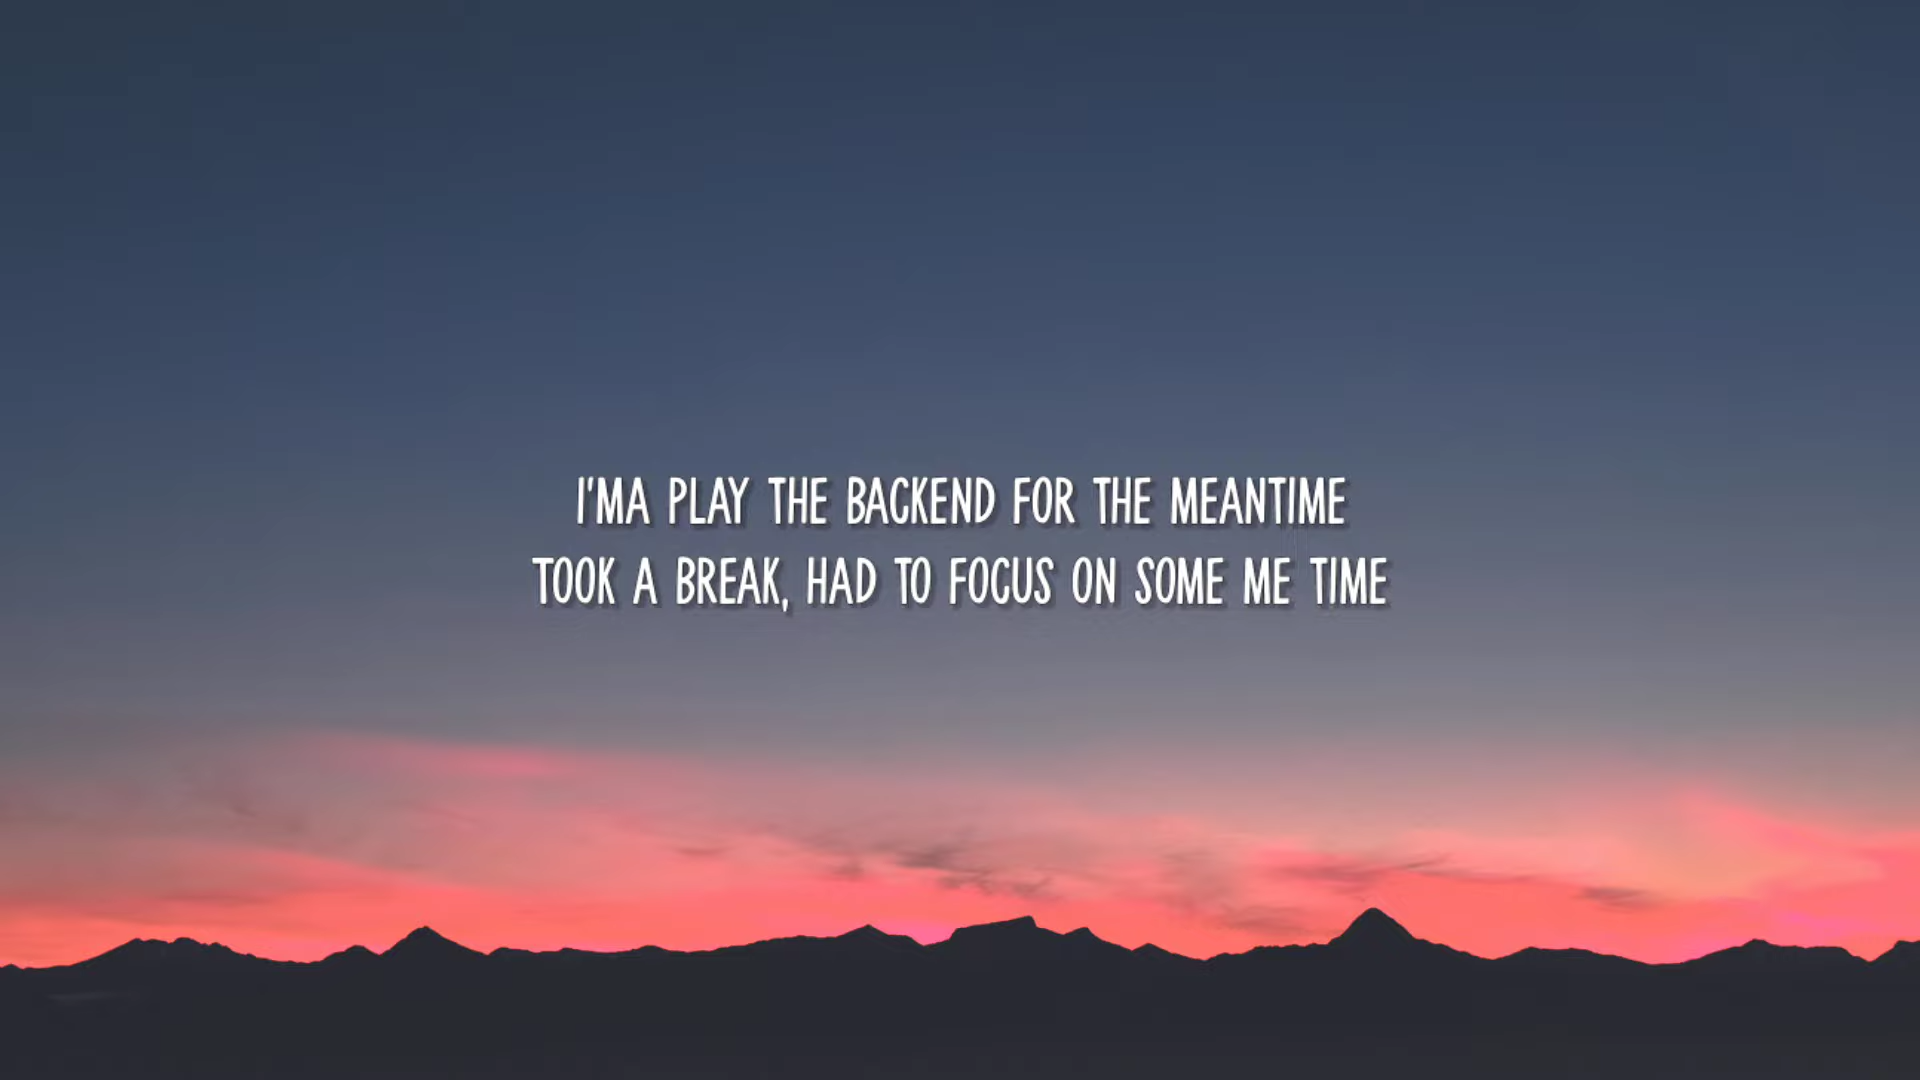 I'MA PLAY THE BACKEND FOR THE MEANTIME
TOOK A BREAK, HAD TO FOCUS ON SOME ME TIME